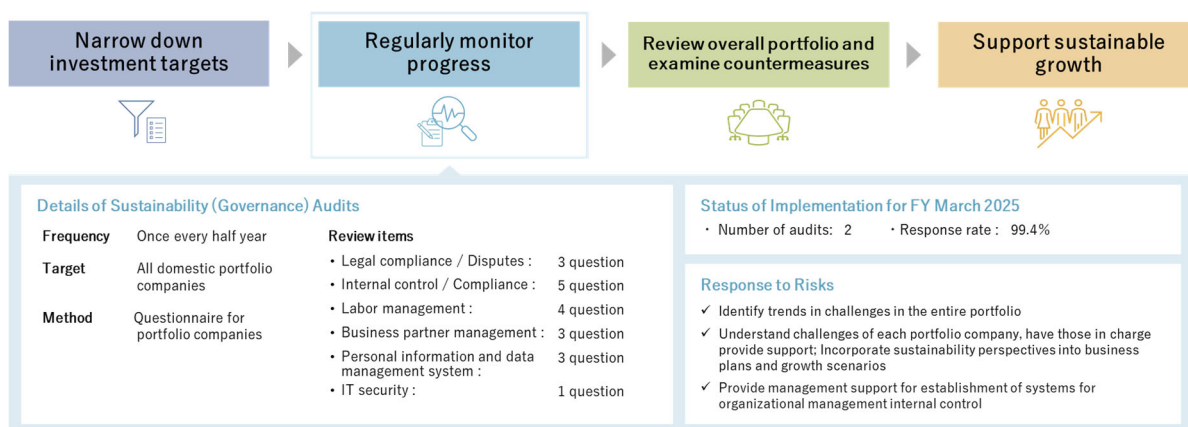 Narrow down
investment targets
Regularly monitor
progress
Review overall portfolio and
examine countermeasures
Support sustainable
growth
Details of Sustainability (Governance) Audits
Frequency Once every half year
Target All domestic portfolio
companies
Method Questionnaire for
portfolio companies
Review items
• Legal compliance / Disputes : 3 question
• Internal control / Compliance : 5 question
• Labor management : 4 question
• Business partner management : 3 question
• Personal information and data
management system : 3 question
• IT security : 1 question
Status of Implementation for FY March 2025
・ Number of audits: 2 ・Response rate : 99.4%
Response to Risks
✓ Identify trends in challenges in the entire portfolio
✓ Understand challenges of each portfolio company, have those in charge
provide support; Incorporate sustainability perspectives into business
plans and growth scenarios
✓ Provide management support for establishment of systems for
organizational management internal control